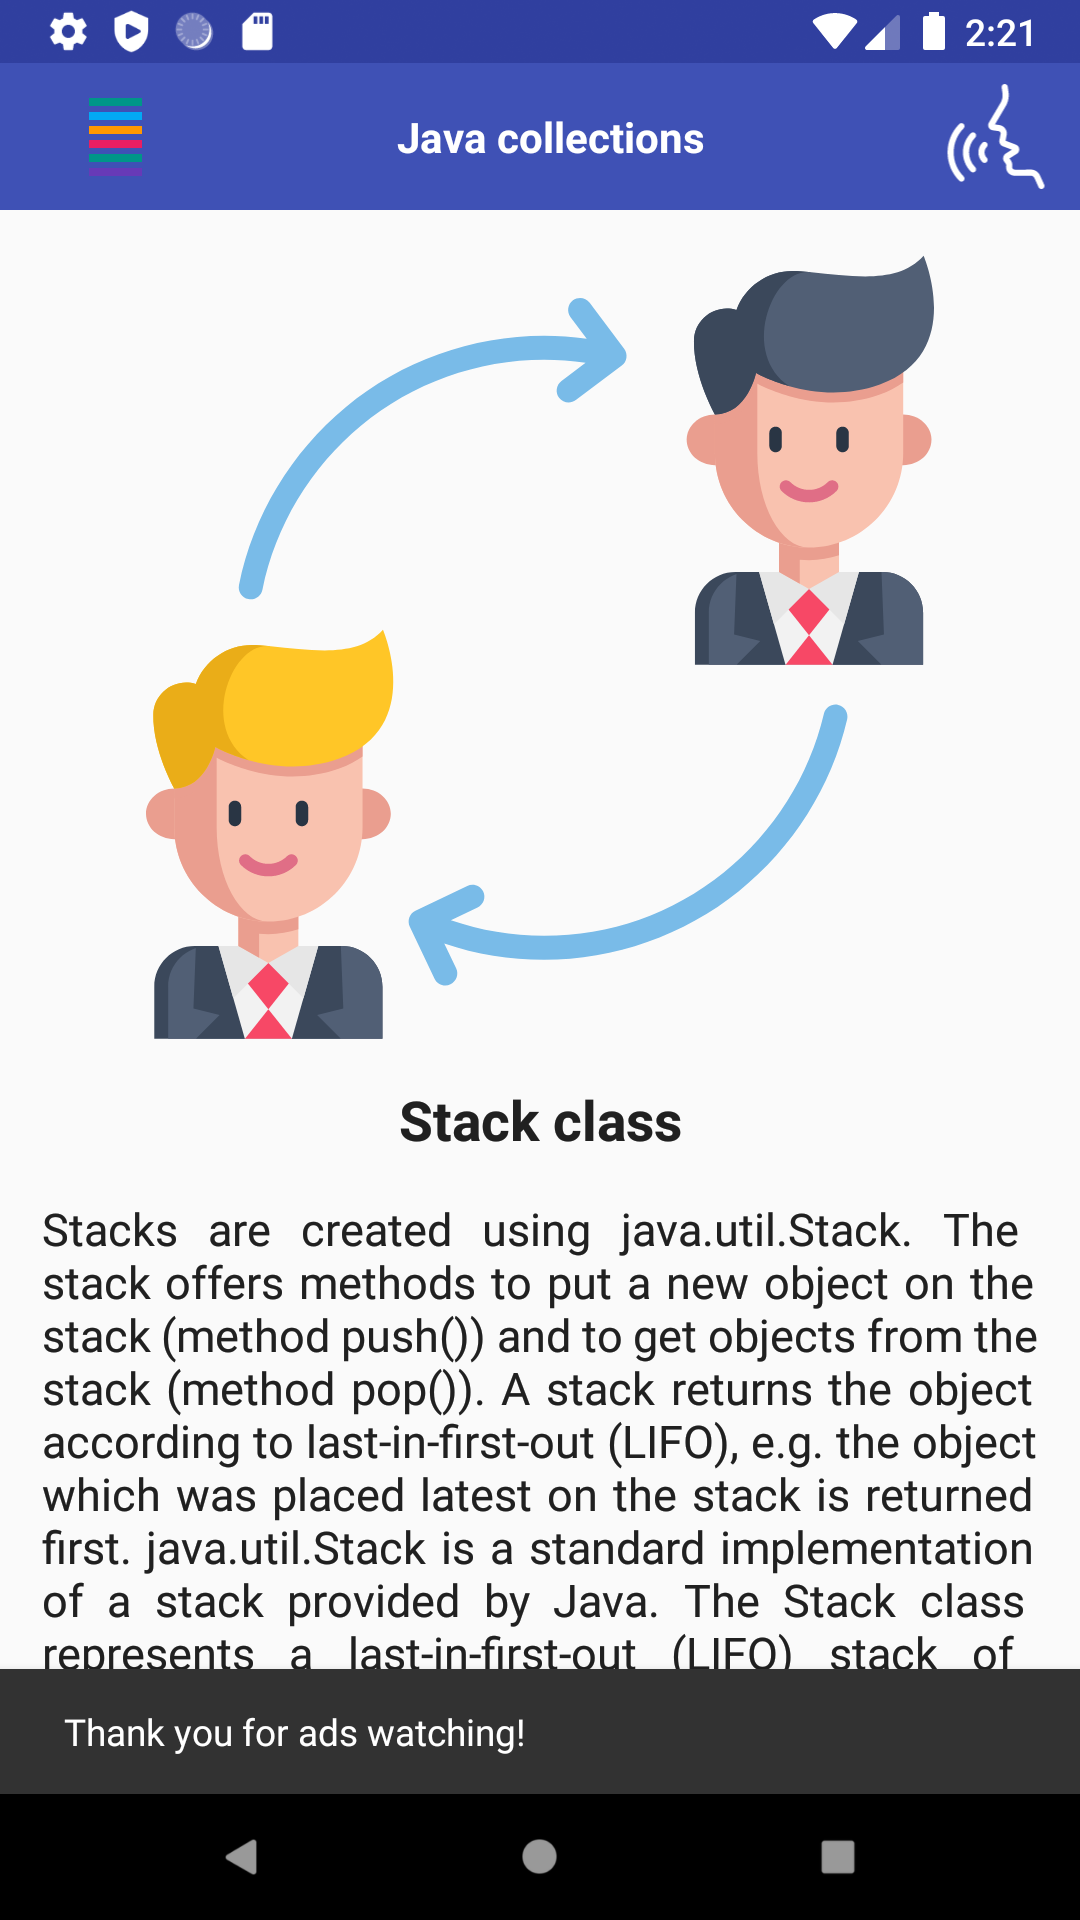 2:21
Java collections
Stack class
Stacks are created using java.util.Stack. The
stack offers methods to put a new object on the
stack (method push()) and to get objects from the
stack (method pop()). A stack returns the object
according to last-in-first-out (LIFO), e.g. the object
which was placed latest on the stack is returned
first. java.util.Stack is a standard implementation
of a stack provided by Java. The Stack class
represents a last-in-first-out (LIFO) stack of
Thank you for ads watching!